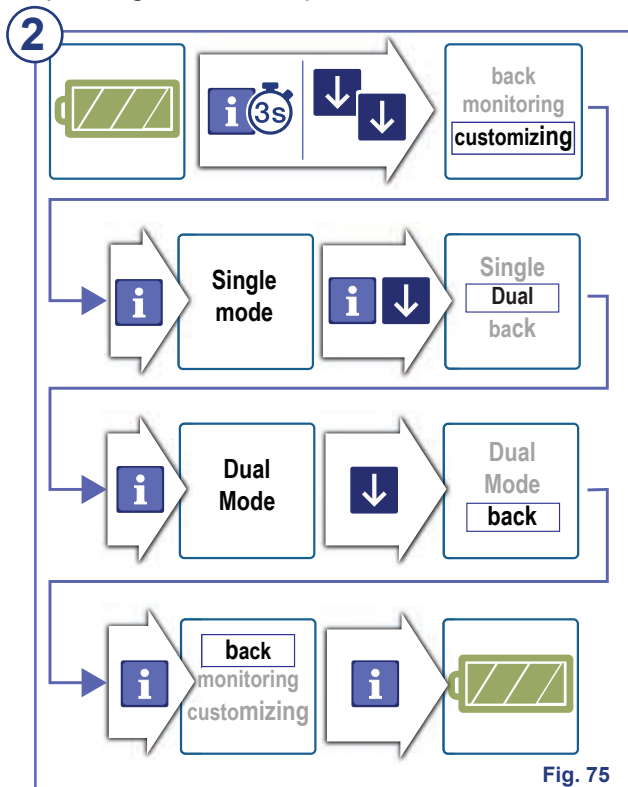 2
i 3s
back
monitoring
customizing
i
Single
mode
i
Single
Dual
back
i
Dual
Mode
Dual
Mode
back
i
back
monitoring
customizing
i
Fig. 75